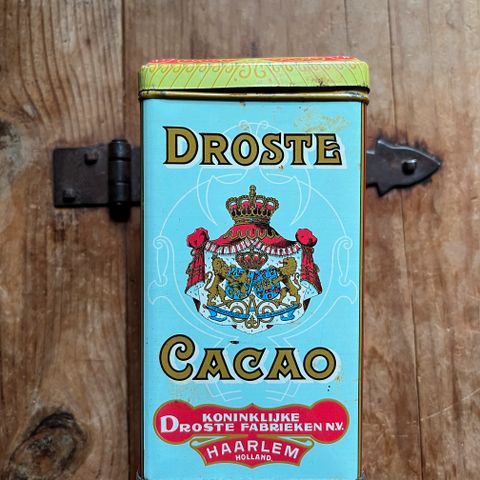 DROSTE
CACAO
KONINKLIJKE
DROSTE FABRIEKEN N.V.
HAARLEM
HOLLAND.